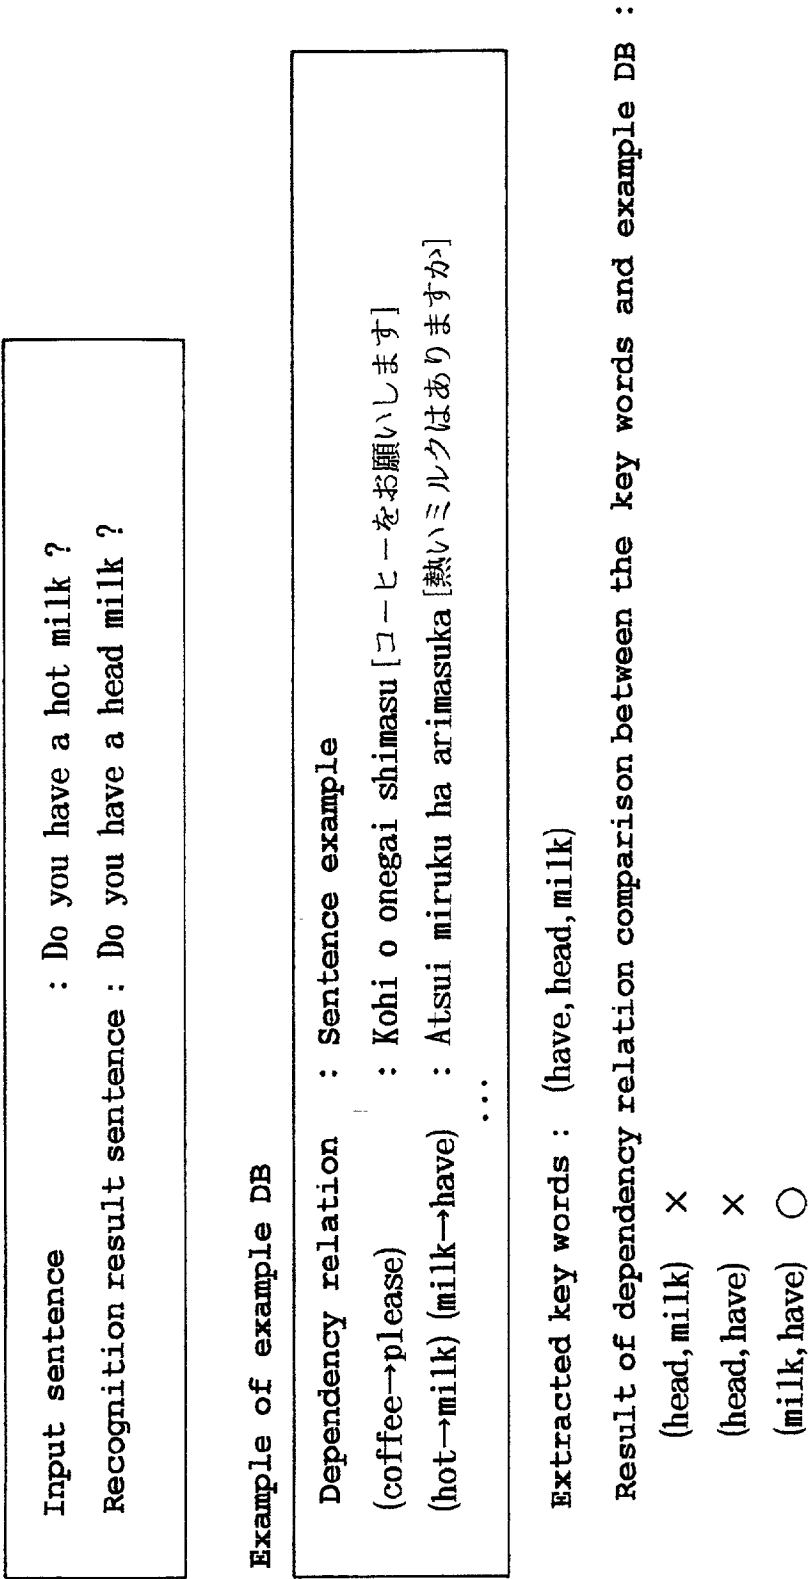 Input sentence : Do you have a hot milk ?
Recognition result sentence : Do you have a head milk ?
Example of example DB
Dependency relation : Sentence example
(coffee→please) : Kohi o onegai shimasu [コーヒーをお願いします]
(hot→milk) (milk→have) : Atsui miruku ha arimasuka [熱いミルクはありますか]
...
Extracted key words : (have, head, milk)
Result of dependency relation comparison between the key words and example DB :
(head, milk) ×
(head, have) ×
(milk, have) ○